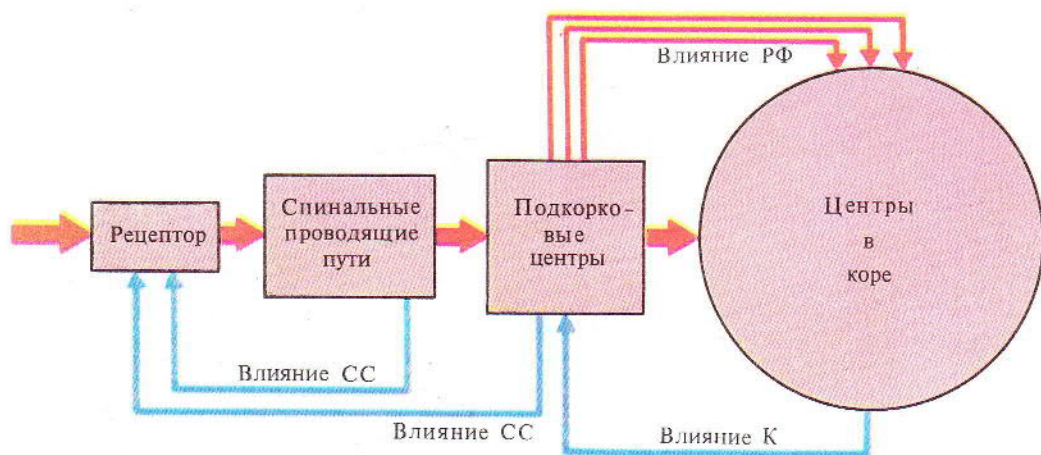 Влияние РФ
Рецептор
Спинальные
проводящие
пути
Подкорко-
вые
центры
Центры
в
коре
Влияние СС
Влияние СС
Влияние К